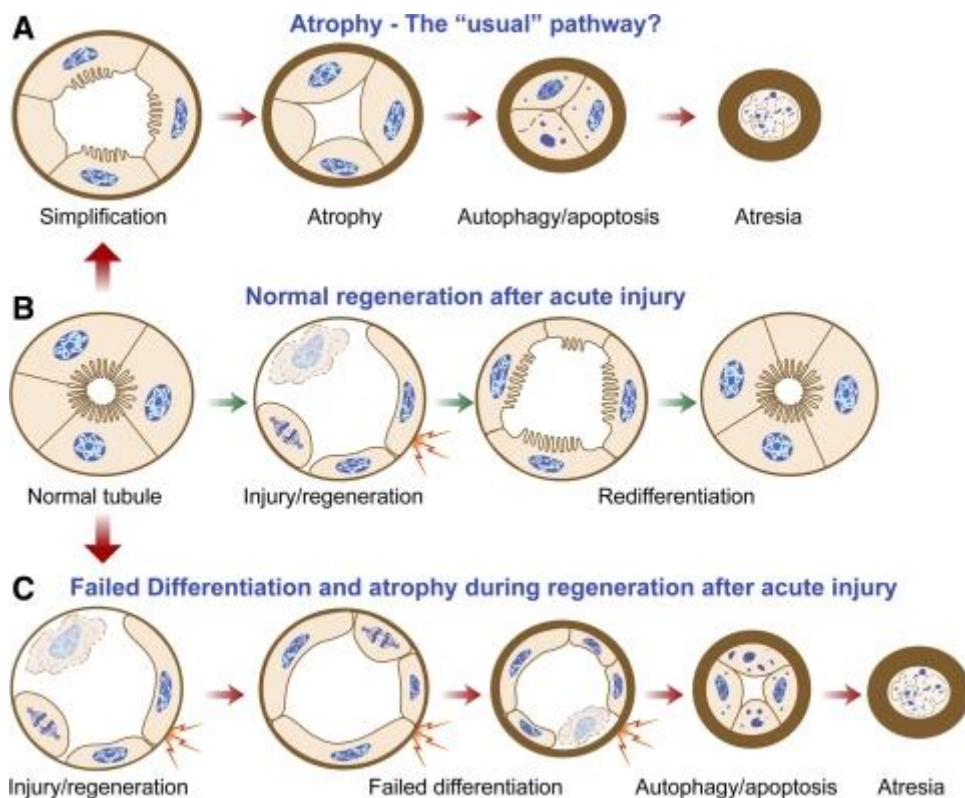 A
Atrophy - The “usual” pathway?
Simplification
Atrophy
Autophagy/apoptosis
Atresia
B
Normal regeneration after acute injury
Normal tubule
Injury/regeneration
Redifferentiation
C
Failed Differentiation and atrophy during regeneration after acute injury
Injury/regeneration
Failed differentiation
Autophagy/apoptosis
Atresia